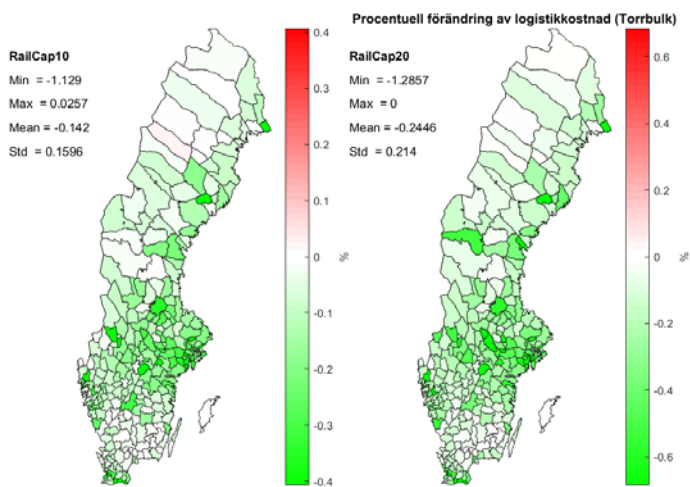 Procentuell förändring av logistikkostnad (Torrbulk)
RailCap10
Min = -1.129
Max = 0.0257
Mean = -0.142
Std = 0.1596
0.4
0.3
0.2
0.1
0
-0.1
-0.2
-0.3
-0.4
%
RailCap20
Min = -1.2857
Max = 0
Mean = -0.2446
Std = 0.214
0.6
0.4
0.2
0
-0.2
-0.4
-0.6
%